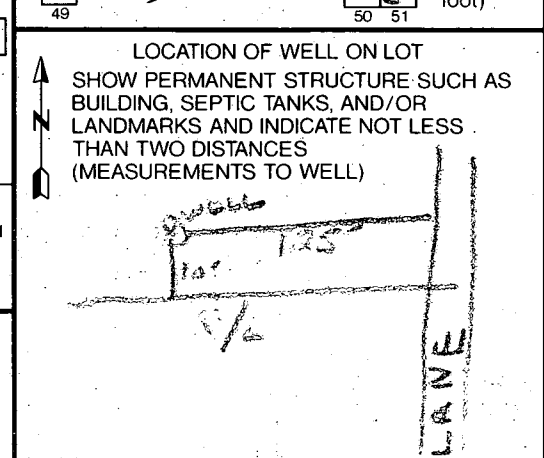 49
50 51 foot)
LOCATION OF WELL ON LOT
SHOW PERMANENT STRUCTURE SUCH AS
BUILDING, SEPTIC TANKS, AND/OR
LANDMARKS AND INDICATE NOT LESS
THAN TWO DISTANCES
(MEASUREMENTS TO WELL)
N
WELL
125'
10'
P/L
LANE